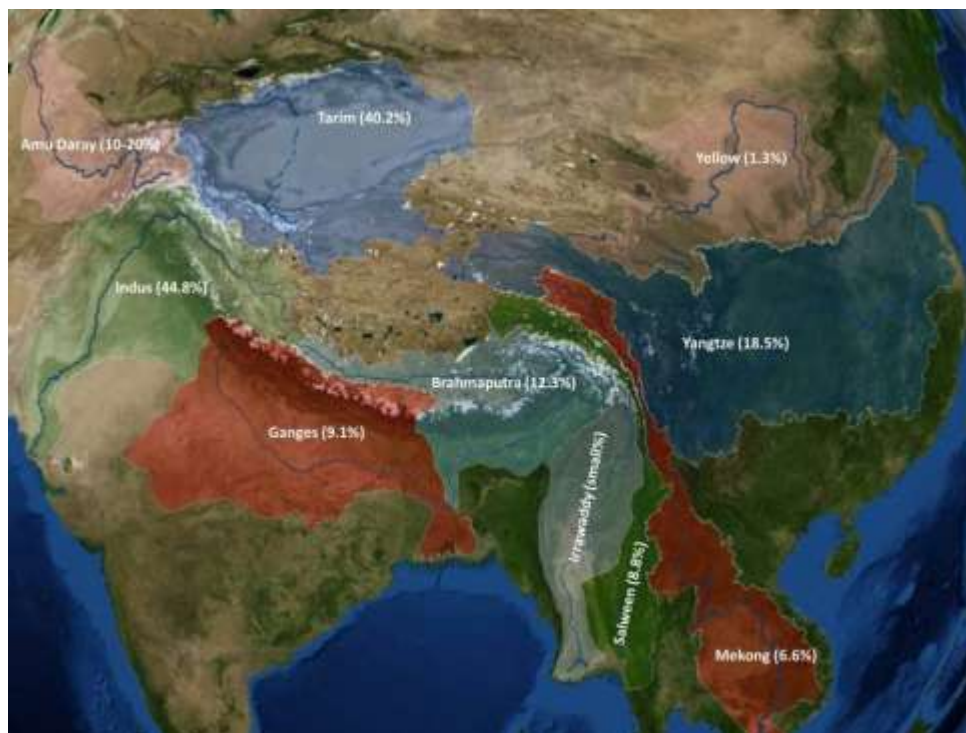 Tarim (40.2%)
Amu Daray (10-20%)
Yellow (1.3%)
Indus (44.8%)
Yangtze (18.5%)
Brahmaputra (12.3%)
Ganges (9.1%)
Irrawaddy (small%)
Salween (8.8%)
Mekong (6.6%)